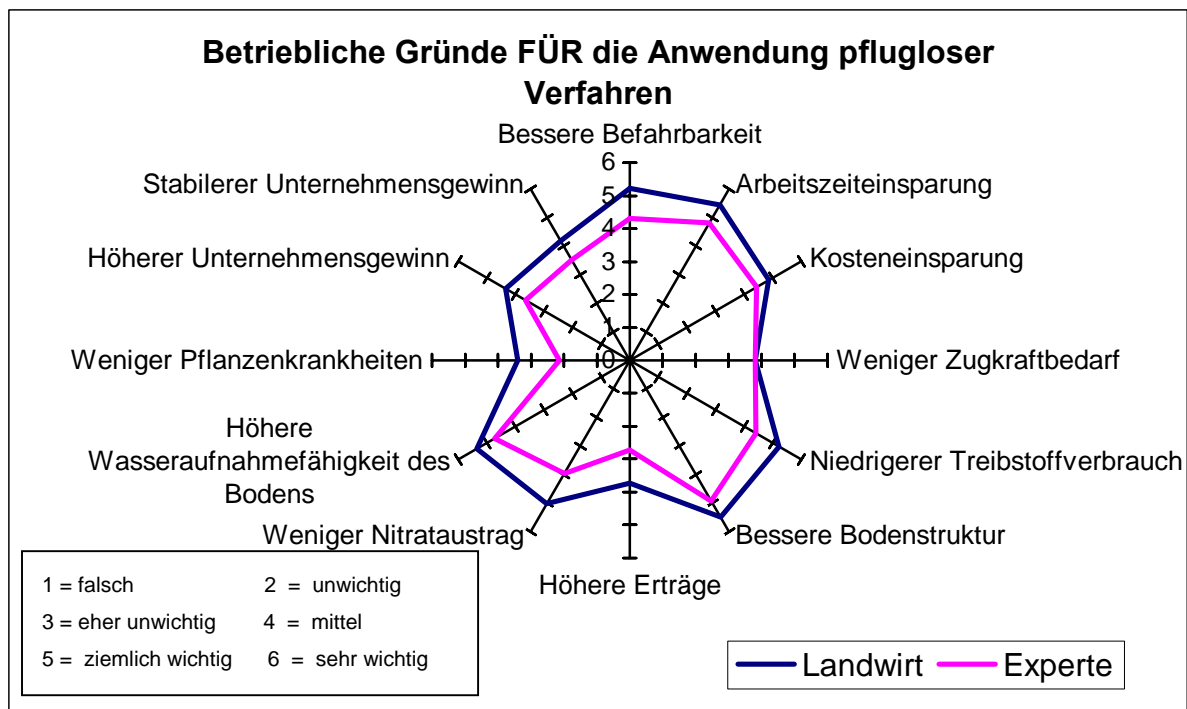 Betriebliche Gründe FÜR die Anwendung pflugloser
Verfahren
Bessere Befahrbarkeit
Arbeitszeiteinsparung
Kosteneinsparung
Weniger Zugkraftbedarf
Niedrigerer Treibstoffverbrauch
Bessere Bodenstruktur
Höhere Erträge
Weniger Nitrataustrag
Höhere
Wasseraufnahmefähigkeit des
Bodens
Weniger Pflanzenkrankheiten
Höherer Unternehmensgewinn
Stabilerer Unternehmensgewinn
6
5
4
3
2
1
0
1 = falsch 2 = unwichtig
3 = eher unwichtig 4 = mittel
5 = ziemlich wichtig 6 = sehr wichtig
Landwirt Experte